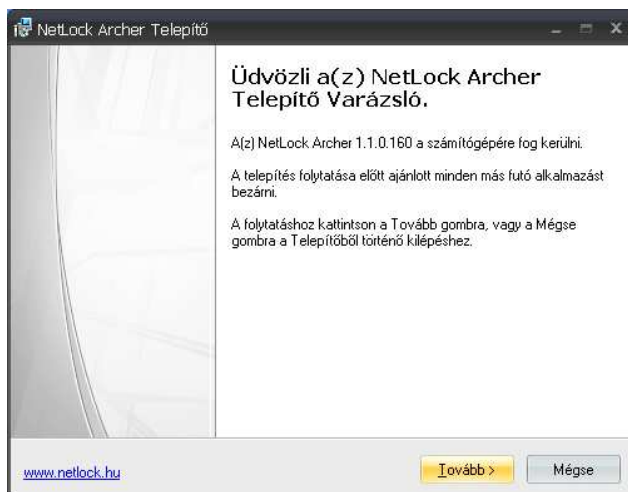 NetLock Archer Telepítő
Üdvözli a(z) NetLock Archer
Telepítő Varázsló.
A(z) NetLock Archer 1.1.0.160 a számítógépére fog kerülni.
A telepítés folytatása előtt ajánlott minden más futó alkalmazást
bezárni.
A folytatáshoz kattintson a Tovább gombra, vagy a Mégse
gombra a Telepítőből történő kilépéshez.
www.netlock.hu
Tovább >
Mégse